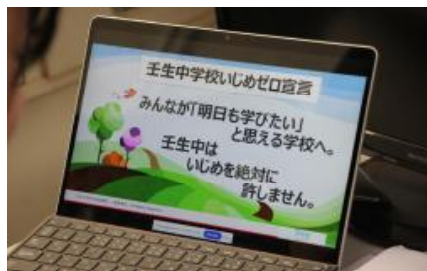 壬生中学校いじめゼロ宣言
みんなが「明日も学びたい」
と思える学校へ。
壬生中は
いじめを絶対に
許しません。